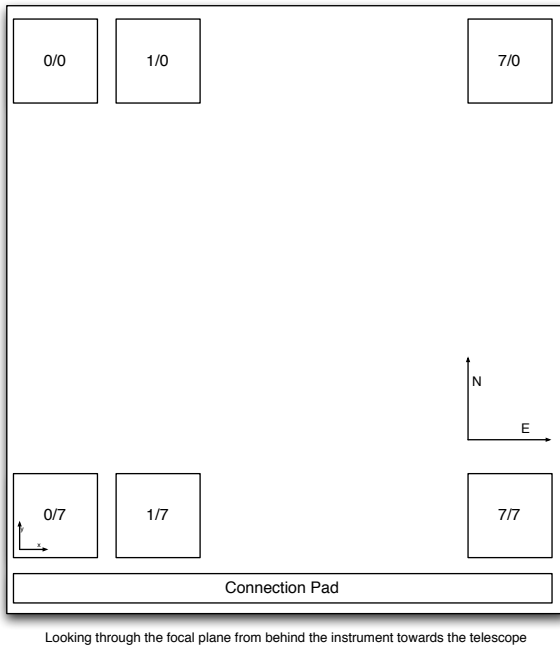 0/0 1/0 7/0
N
E
0/7 1/7 7/7
y
x
Connection Pad
Looking through the focal plane from behind the instrument towards the telescope